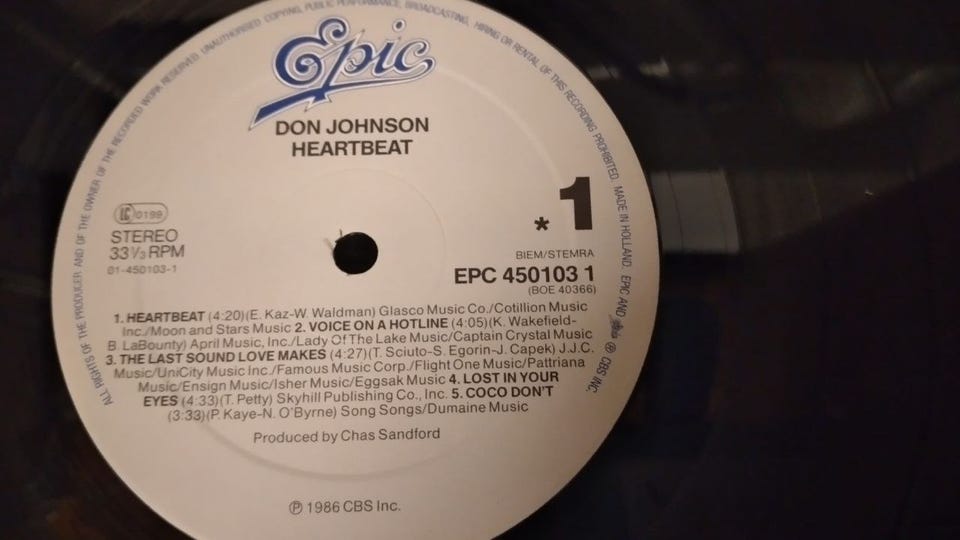 ALL RIGHTS OF THE PRODUCER AND OF THE OWNER OF THE RECORDED WORK RESERVED. UNAUTHORISED COPYING, PUBLIC PERFORMANCE, BROADCASTING, HIRING OR RENTAL OF THIS RECORDING PROHIBITED. MADE IN HOLLAND. EPIC AND ℗ CBS INC.
Epic
DON JOHNSON
HEARTBEAT
* 1
LC 0199
STEREO
33⅓ RPM
01-450103-1
BIEM/STEMRA
EPC 450103 1
(BOE 40366)
1. HEARTBEAT (4:20)(E. Kaz-W. Waldman) Glasco Music Co./Cotillion Music
Inc./Moon and Stars Music 2. VOICE ON A HOTLINE (4:05)(K. Wakefield-
B. LaBounty) April Music, Inc./Lady Of The Lake Music/Captain Crystal Music
3. THE LAST SOUND LOVE MAKES (4:27)(T. Sciuto-S. Egorin-J. Capek) J.J.C.
Music/UniCity Music Inc./Famous Music Corp./Flight One Music/Pattriana
Music/Ensign Music/Isher Music/Eggsak Music 4. LOST IN YOUR
EYES (4:33)(T. Petty) Skyhill Publishing Co., Inc. 5. COCO DON'T
(3:33)(P. Kaye-N. O'Byrne) Song Songs/Dumaine Music
Produced by Chas Sandford
℗ 1986 CBS Inc.